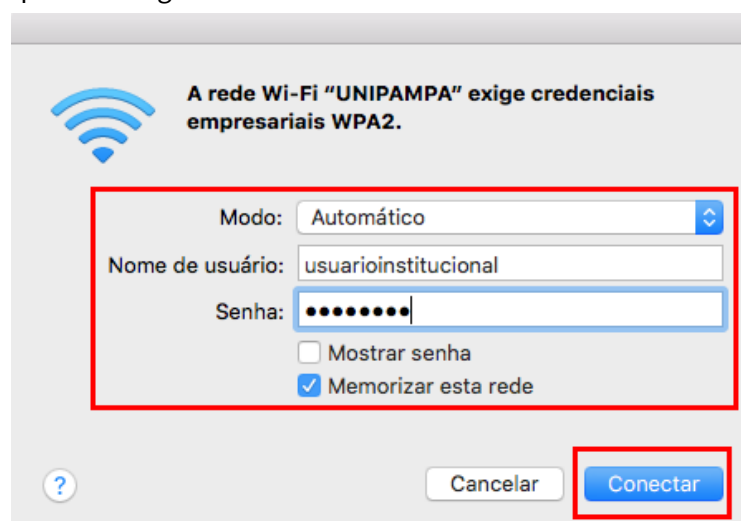 A rede Wi-Fi “UNIPAMPA” exige credenciais
empresariais WPA2.
Modo: Automático
Nome de usuário: usuarioinstitucional
Senha: ••••••••
Mostrar senha
Memorizar esta rede
? Cancelar Conectar